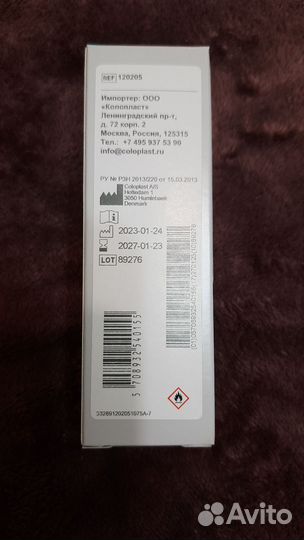 REF 120205
Импортер: ООО
«Колопласт»
Ленинградский пр-т,
д. 72 корп. 2
Москва, Россия, 125315
Тел.: +7 495 937 53 90
info@coloplast.ru
РУ № РЗН 2013/220 от 15.03.2013
Coloplast A/S
Holtedam 1
3050 Humlebaek
Denmark
2023-01-24
2027-01-23
LOT 89276
5 708932 540155
Avito